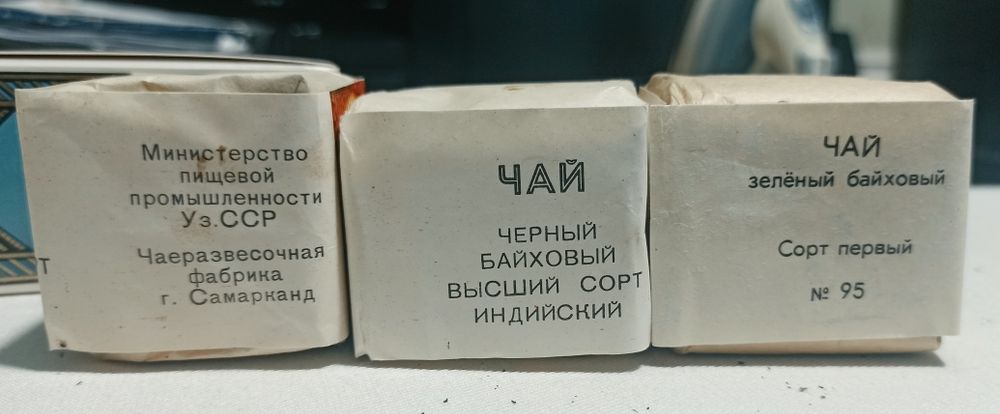 Министерство
пищевой
промышленности
Уз.ССР
Чаеразвесочная
фабрика
г. Самарканд
т
ЧАЙ
ЧЕРНЫЙ
БАЙХОВЫЙ
ВЫСШИЙ СОРТ
ИНДИЙСКИЙ
ЧАЙ
зелёный байховый
Сорт первый
№ 95